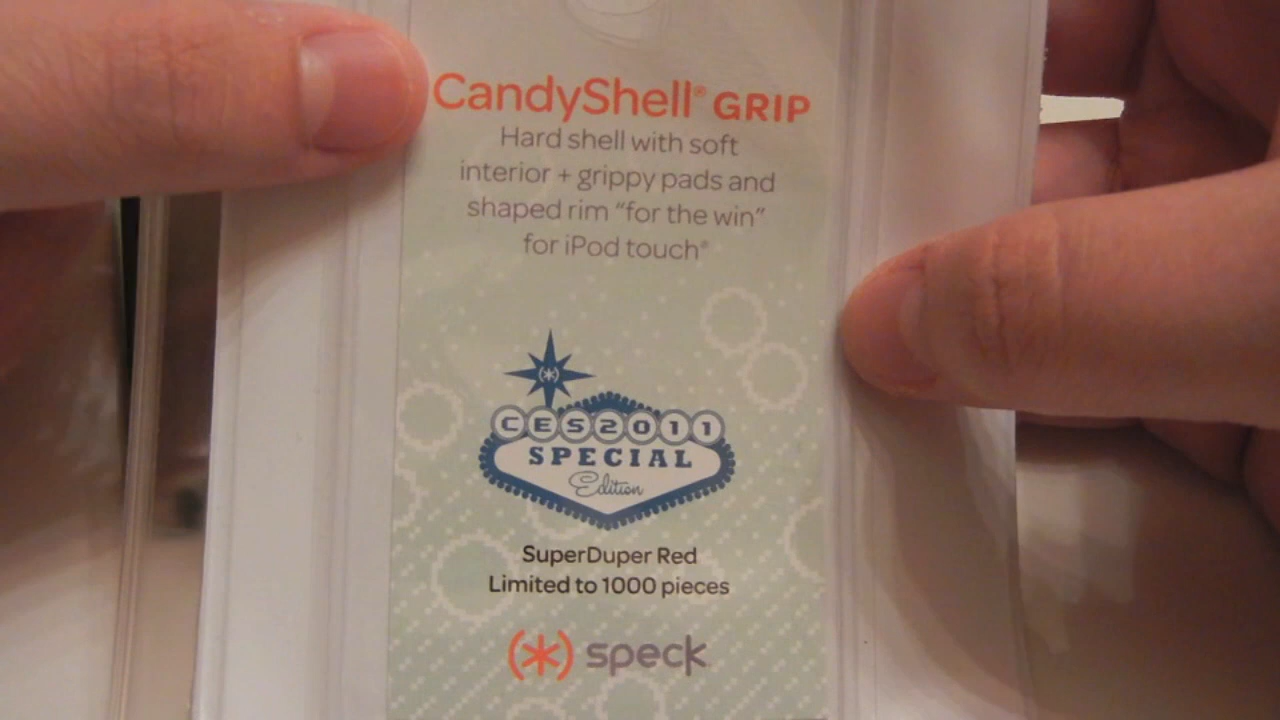 CandyShell® GRIP
Hard shell with soft
interior + grippy pads and
shaped rim "for the win"
for iPod touch®
(*)
CES2011
SPECIAL
Edition
SuperDuper Red
Limited to 1000 pieces
(*) speck